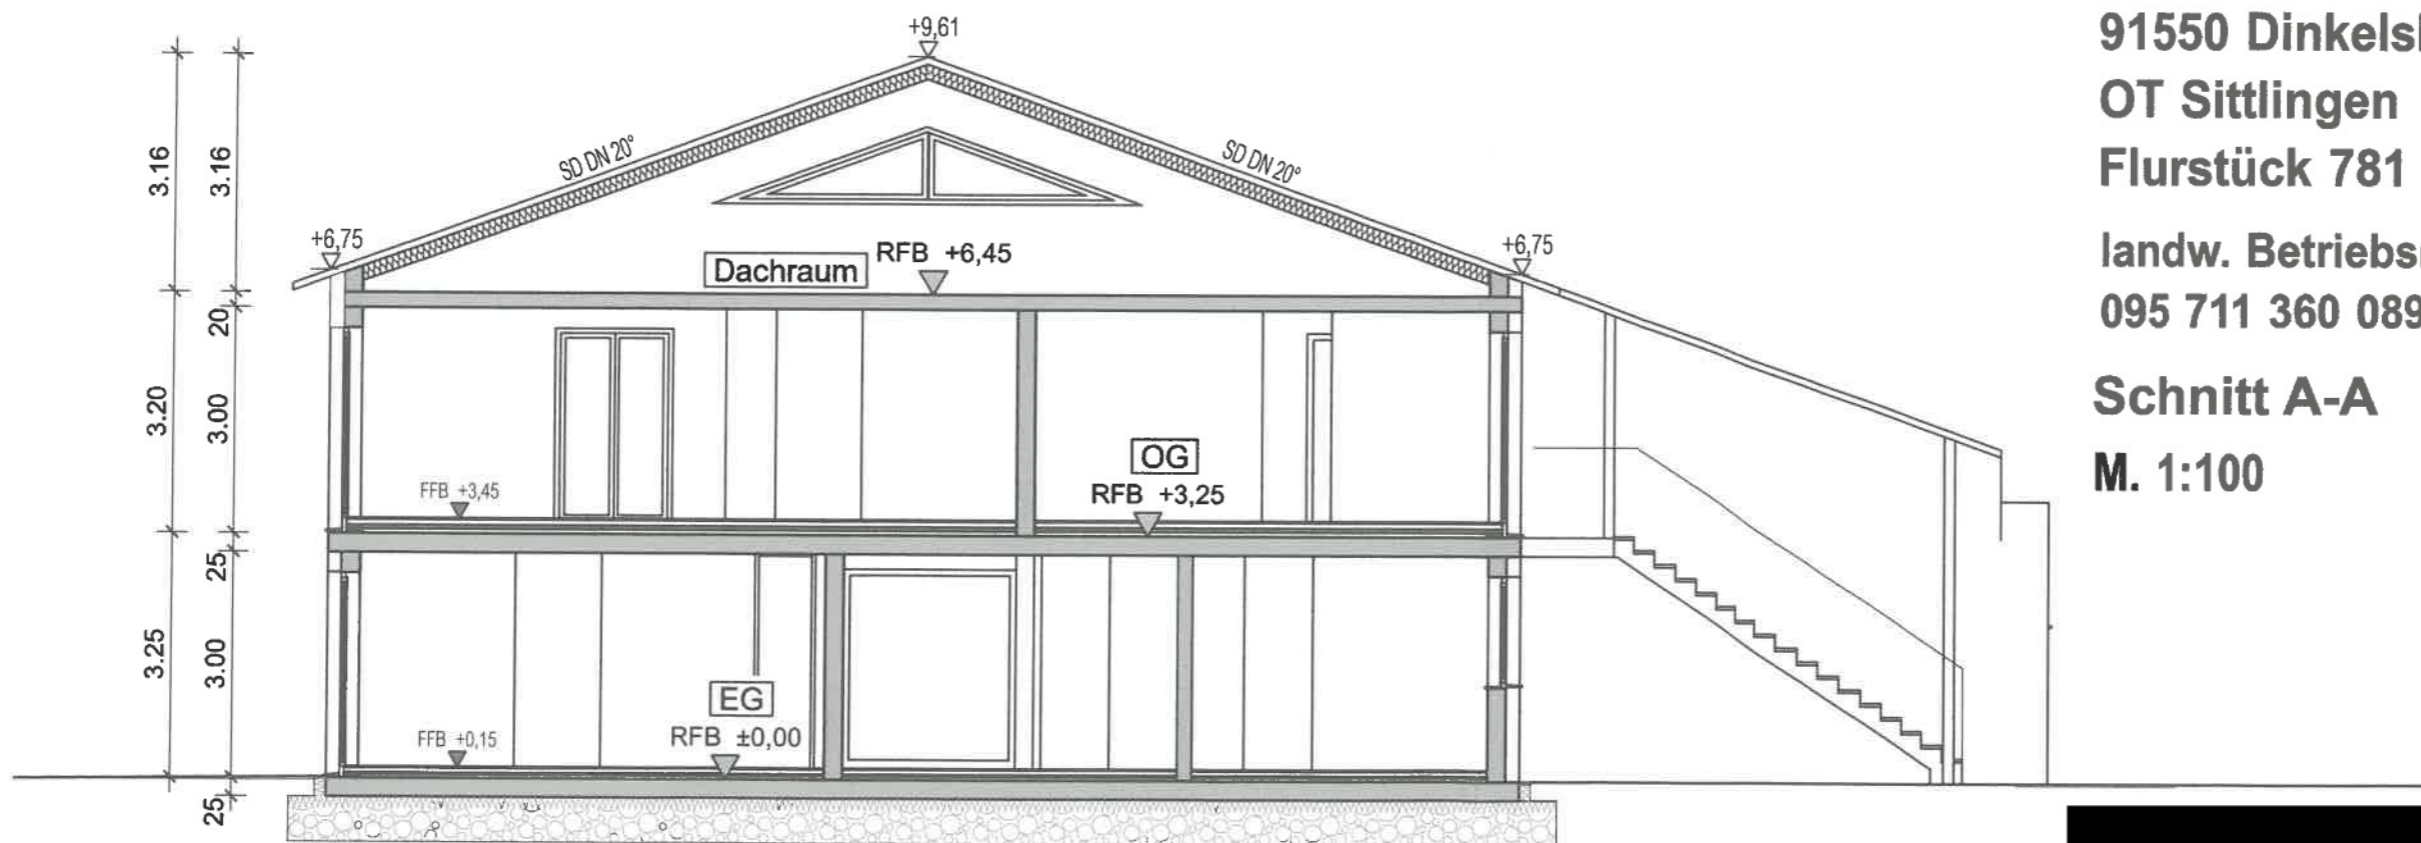 +9,61
91550 Dinkelsl
OT Sittlingen
Flurstück 781
landw. Betriebs
095 711 360 089
Schnitt A-A
M. 1:100
SD DN 20°
SD DN 20°
3.16
3.16
+6,75
+6,75
Dachraum
RFB +6,45
20
3.20
3.00
OG
RFB +3,25
FFB +3,45
25
3.25
3.00
EG
RFB ±0,00
FFB +0,15
25